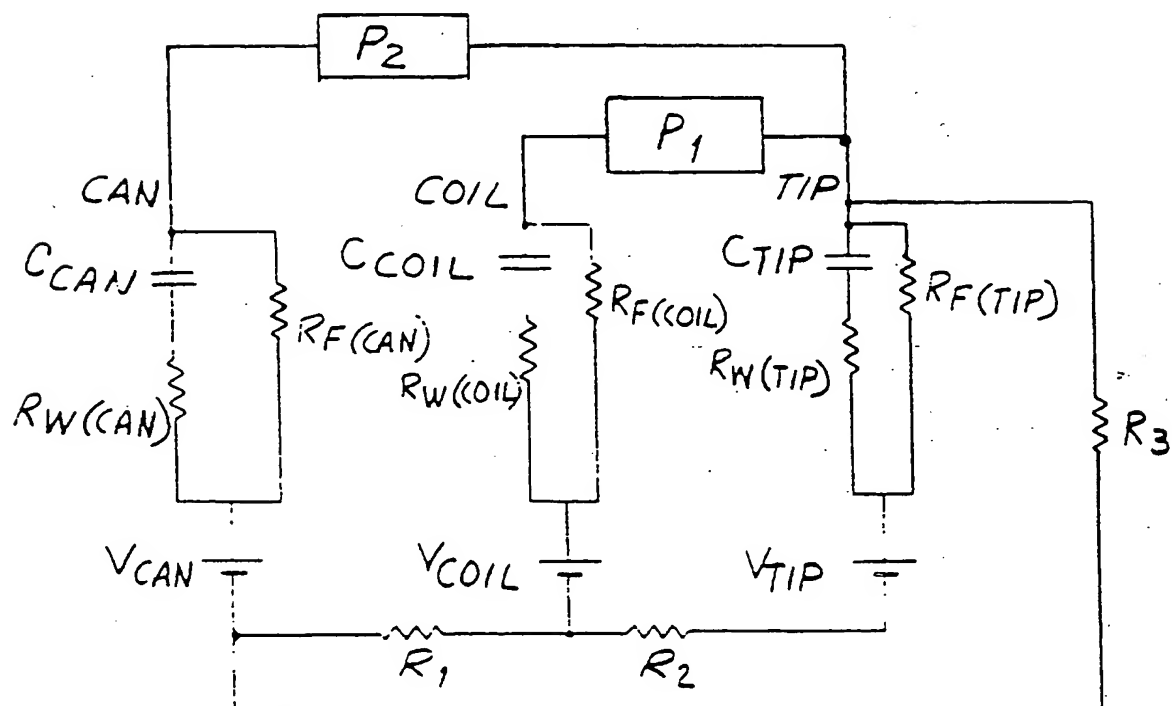 P2
P1
CAN
COIL
TIP
CCAN
CCOIL
CTIP
RF(CAN)
RF(COIL)
RF(TIP)
RW(CAN)
RW(COIL)
RW(TIP)
R3
VCAN
VCOIL
VTIP
R1
R2